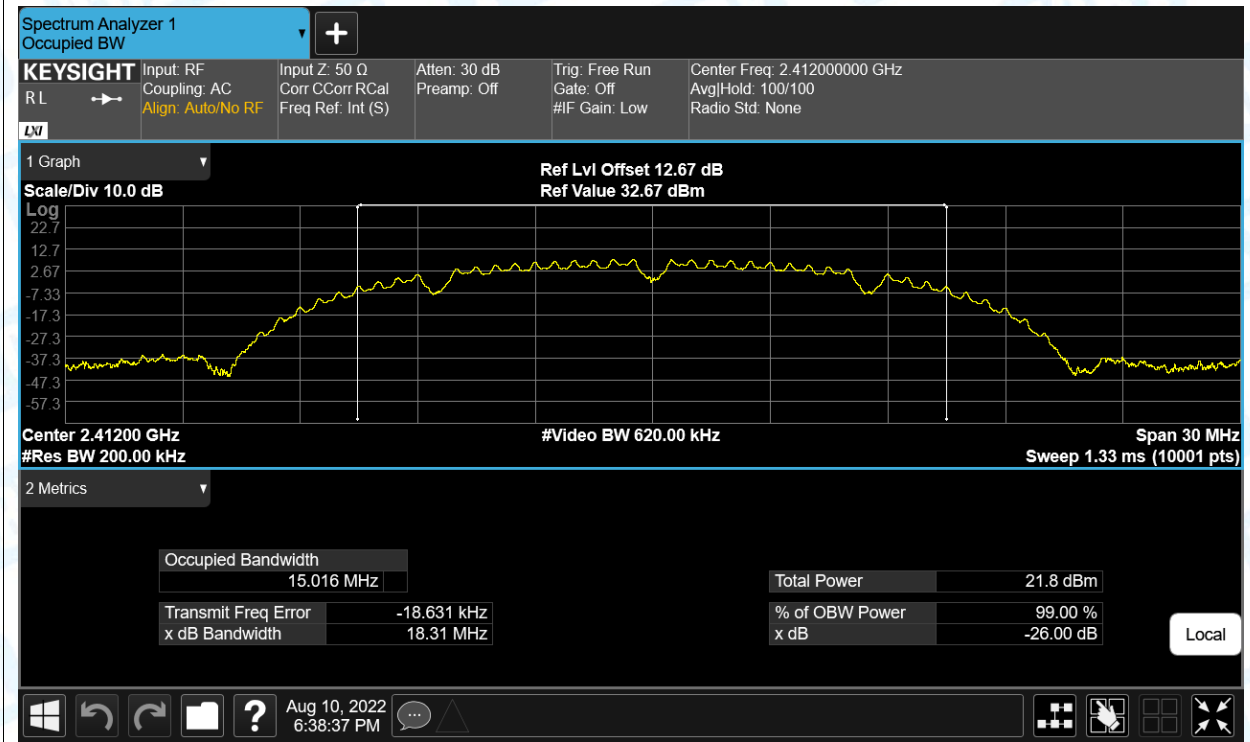 Spectrum Analyzer 1
Occupied BW
KEYSIGHT
R L
LXI
Input: RF
Coupling: AC
Align: Auto/No RF
Input Z: 50 Ω
Corr CCorr RCal
Freq Ref: Int (S)
Atten: 30 dB
Preamp: Off
Trig: Free Run
Gate: Off
#IF Gain: Low
Center Freq: 2.412000000 GHz
Avg|Hold: 100/100
Radio Std: None
1 Graph
Scale/Div 10.0 dB
Ref Lvl Offset 12.67 dB
Ref Value 32.67 dBm
Log
22.7
12.7
2.67
-7.33
-17.3
-27.3
-37.3
-47.3
-57.3
Center 2.41200 GHz
#Video BW 620.00 kHz
Span 30 MHz
#Res BW 200.00 kHz
Sweep 1.33 ms (10001 pts)
2 Metrics
Occupied Bandwidth
15.016 MHz
Total Power 21.8 dBm
Transmit Freq Error -18.631 kHz
% of OBW Power 99.00 %
x dB Bandwidth 18.31 MHz
x dB -26.00 dB
Local
?
Aug 10, 2022
6:38:37 PM